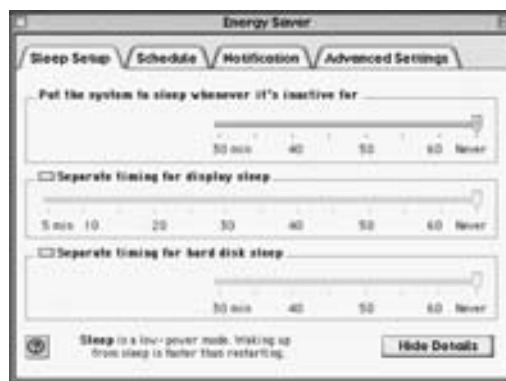 Energy Saver
Sleep Setup Schedule Notification Advanced Settings
Put the system to sleep whenever it's inactive for
30 min 40 50 60 Never
Separate timing for display sleep
5 min 10 20 30 40 50 60 Never
Separate timing for hard disk sleep
30 min 40 50 60 Never
Sleep is a low-power mode. Waking up
from sleep is faster than restarting.
Hide Details